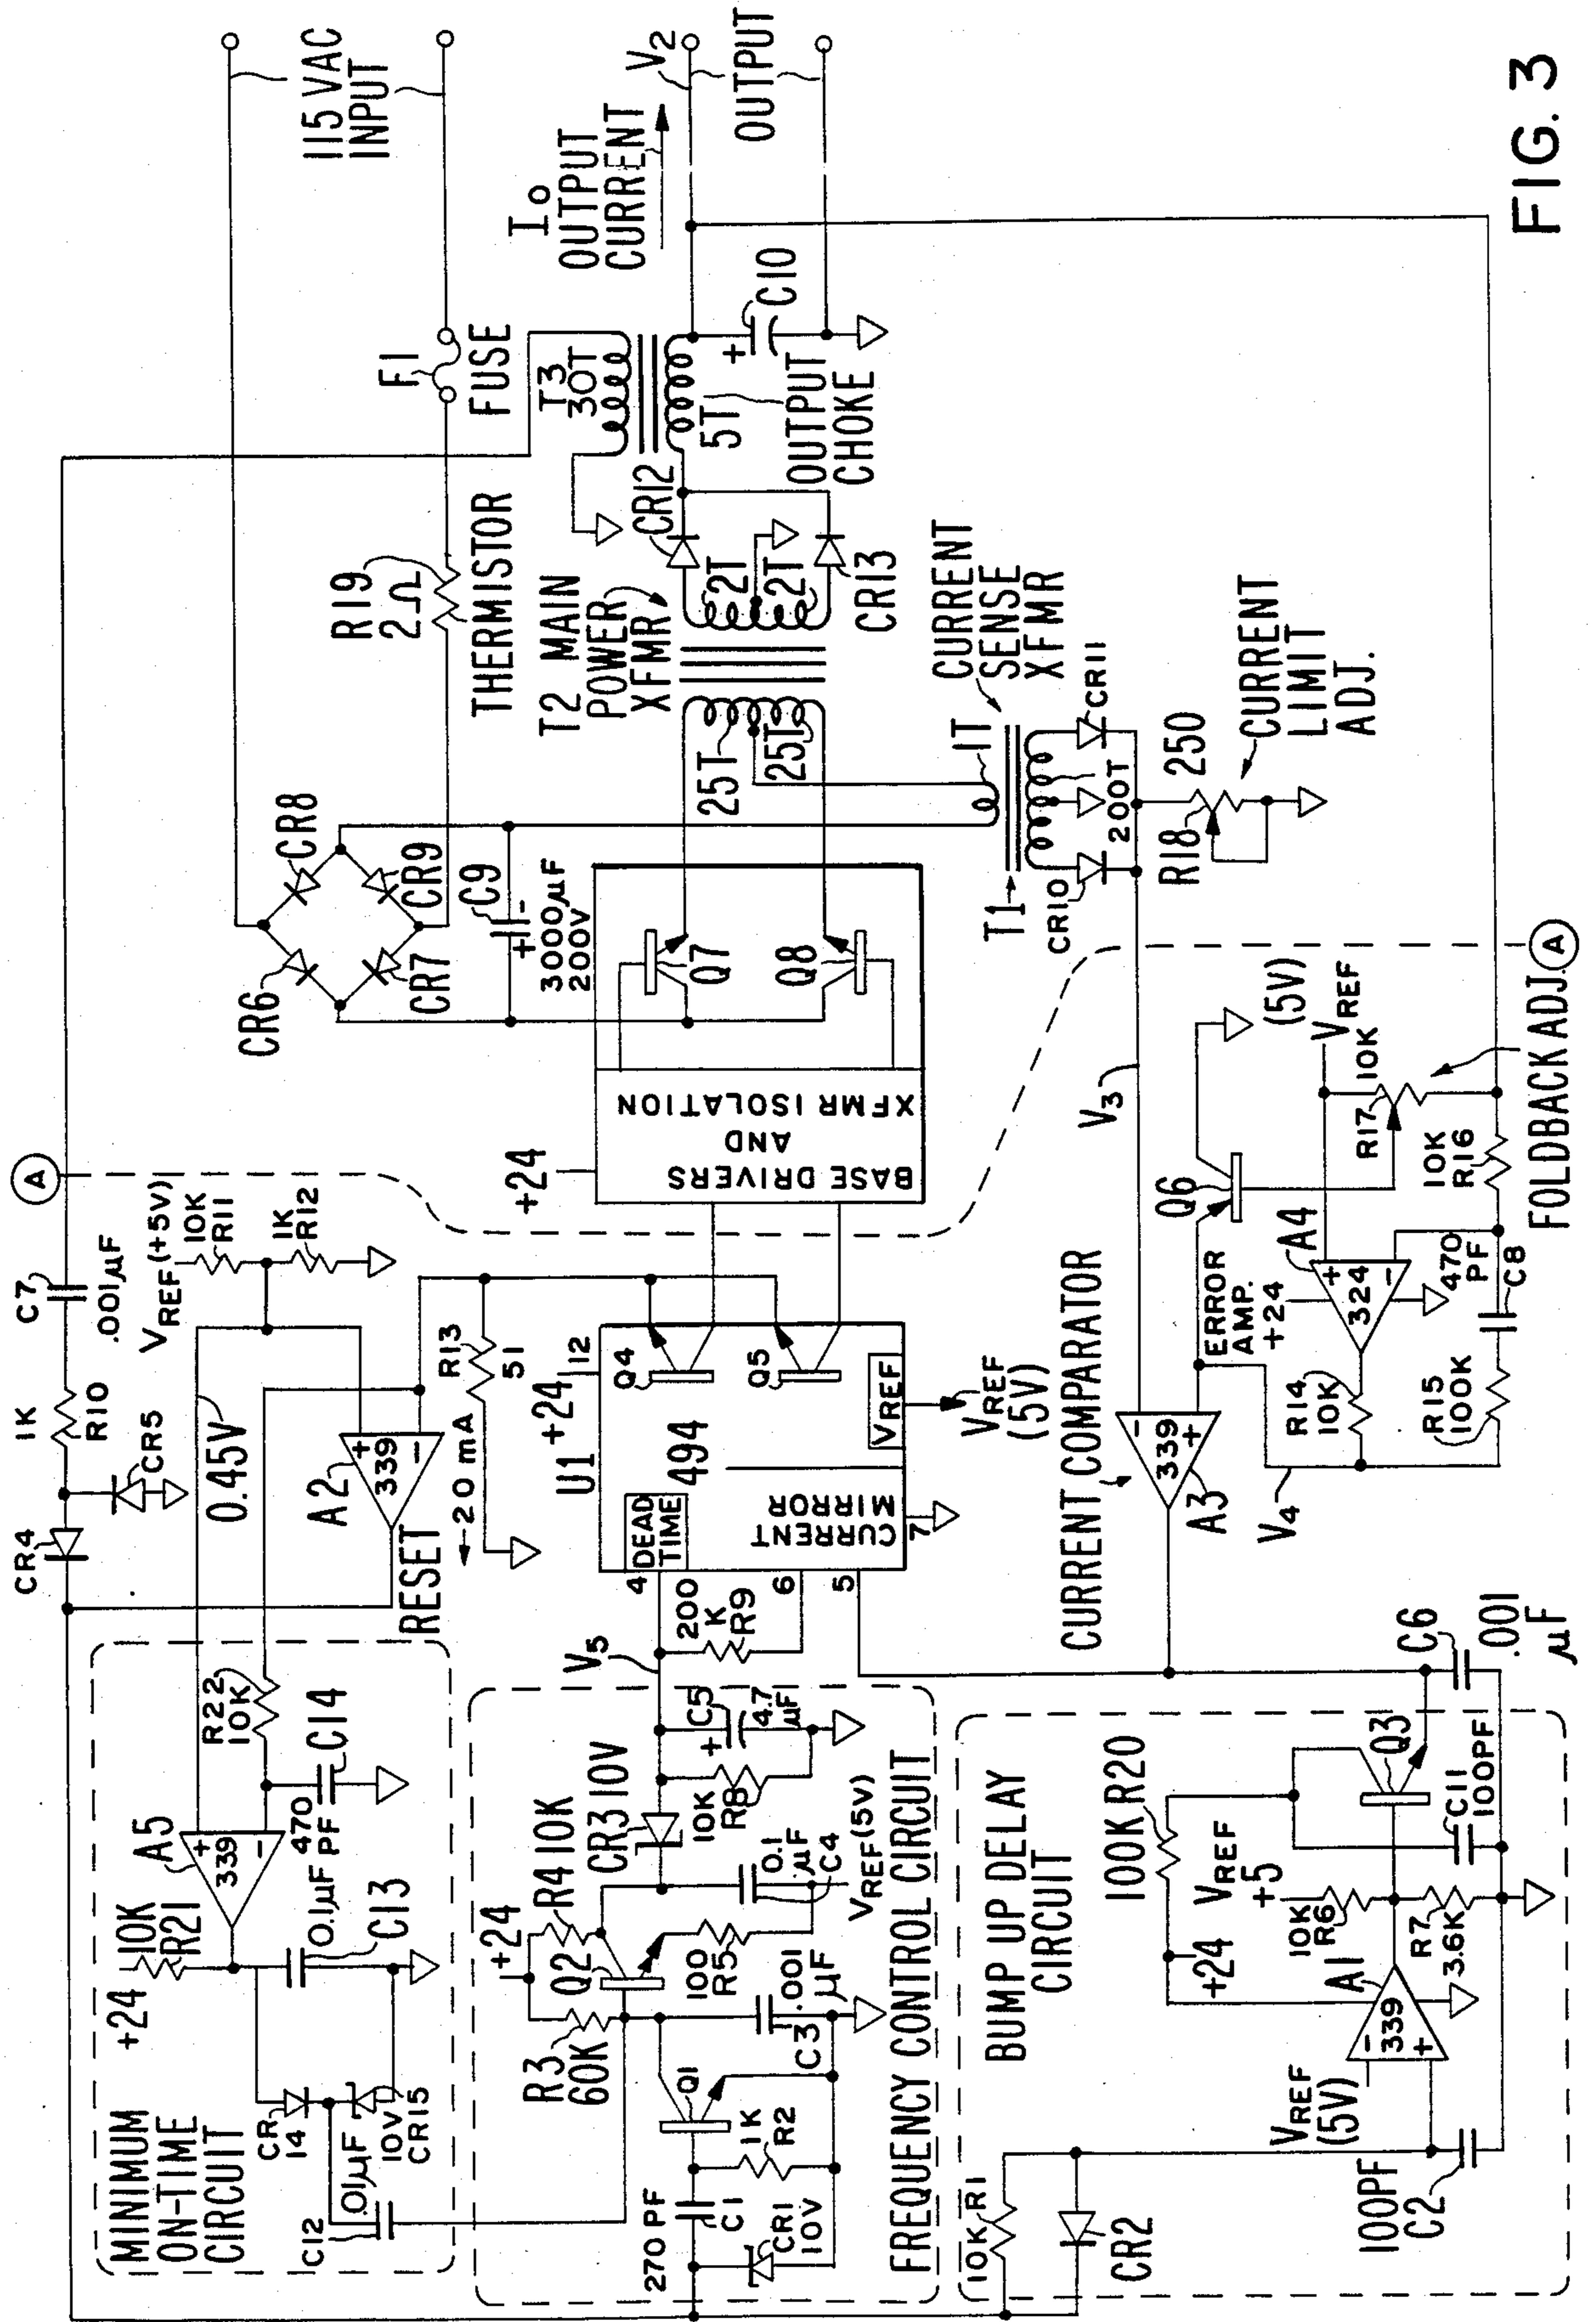 115 VAC
INPUT
F1
FUSE
R19
2Ω
THERMISTOR
CR8
CR9
CR6
CR7
C9
+
-
3000µF
200V
I₀
OUTPUT
CURRENT
V2
OUTPUT
T3
30T
5T
OUTPUT
CHOKE
+
C10
CR12
CR13
T2 MAIN
POWER
XFMR
2T
2T
25T
25T
CURRENT
SENSE
XFMR
1T
T1
200T
CR10
CR11
R18
250
CURRENT
LIMIT
ADJ.
Q7
Q8
BASE DRIVERS
AND
XFMR ISOLATION
+24
A
A
C7
.001µF
1K
R10
CR5
CR4
VREF (+5V)
10K
R11
1K
R12
0.45V
A2
+
339
-
RESET
R13
51
20 mA
U1
+24
12
Q4
Q5
494
DEAD
TIME
CURRENT
MIRROR
VREF
VREF
(5V)
7
4
6
5
200
K
R9
V5
MINIMUM
ON-TIME
CIRCUIT
+24
10K
R21
A5
+
339
-
R22
10K
470
PF
C14
0.1µF
C13
CR
14
10V
CR15
.01µF
C12
FREQUENCY CONTROL CIRCUIT
270 PF
C1
CR1
10V
1K
R2
Q1
R3
60K
+24
R4 10K
Q2
100
R5
.001
µF
C3
0.1
µF
C4
VREF (5V)
CR3 10V
10K
R8
+
C5
4.7
µF
BUMP UP DELAY
CIRCUIT
10K R1
CR2
100PF
C2
VREF
(5V)
-
339
+
A1
+24
100K R20
VREF
+5
10K
R6
R7
3.6K
Q3
C11
100PF
C6
.001
µF
CURRENT COMPARATOR
-
339
+
A3
V3
V4
ERROR
AMP.
+24
A4
+
324
-
R14
10K
R15
100K
470
PF
C8
10K
R16
Q6
(5V)
VREF
10K
R17
FOLDBACK ADJ.
FIG. 3